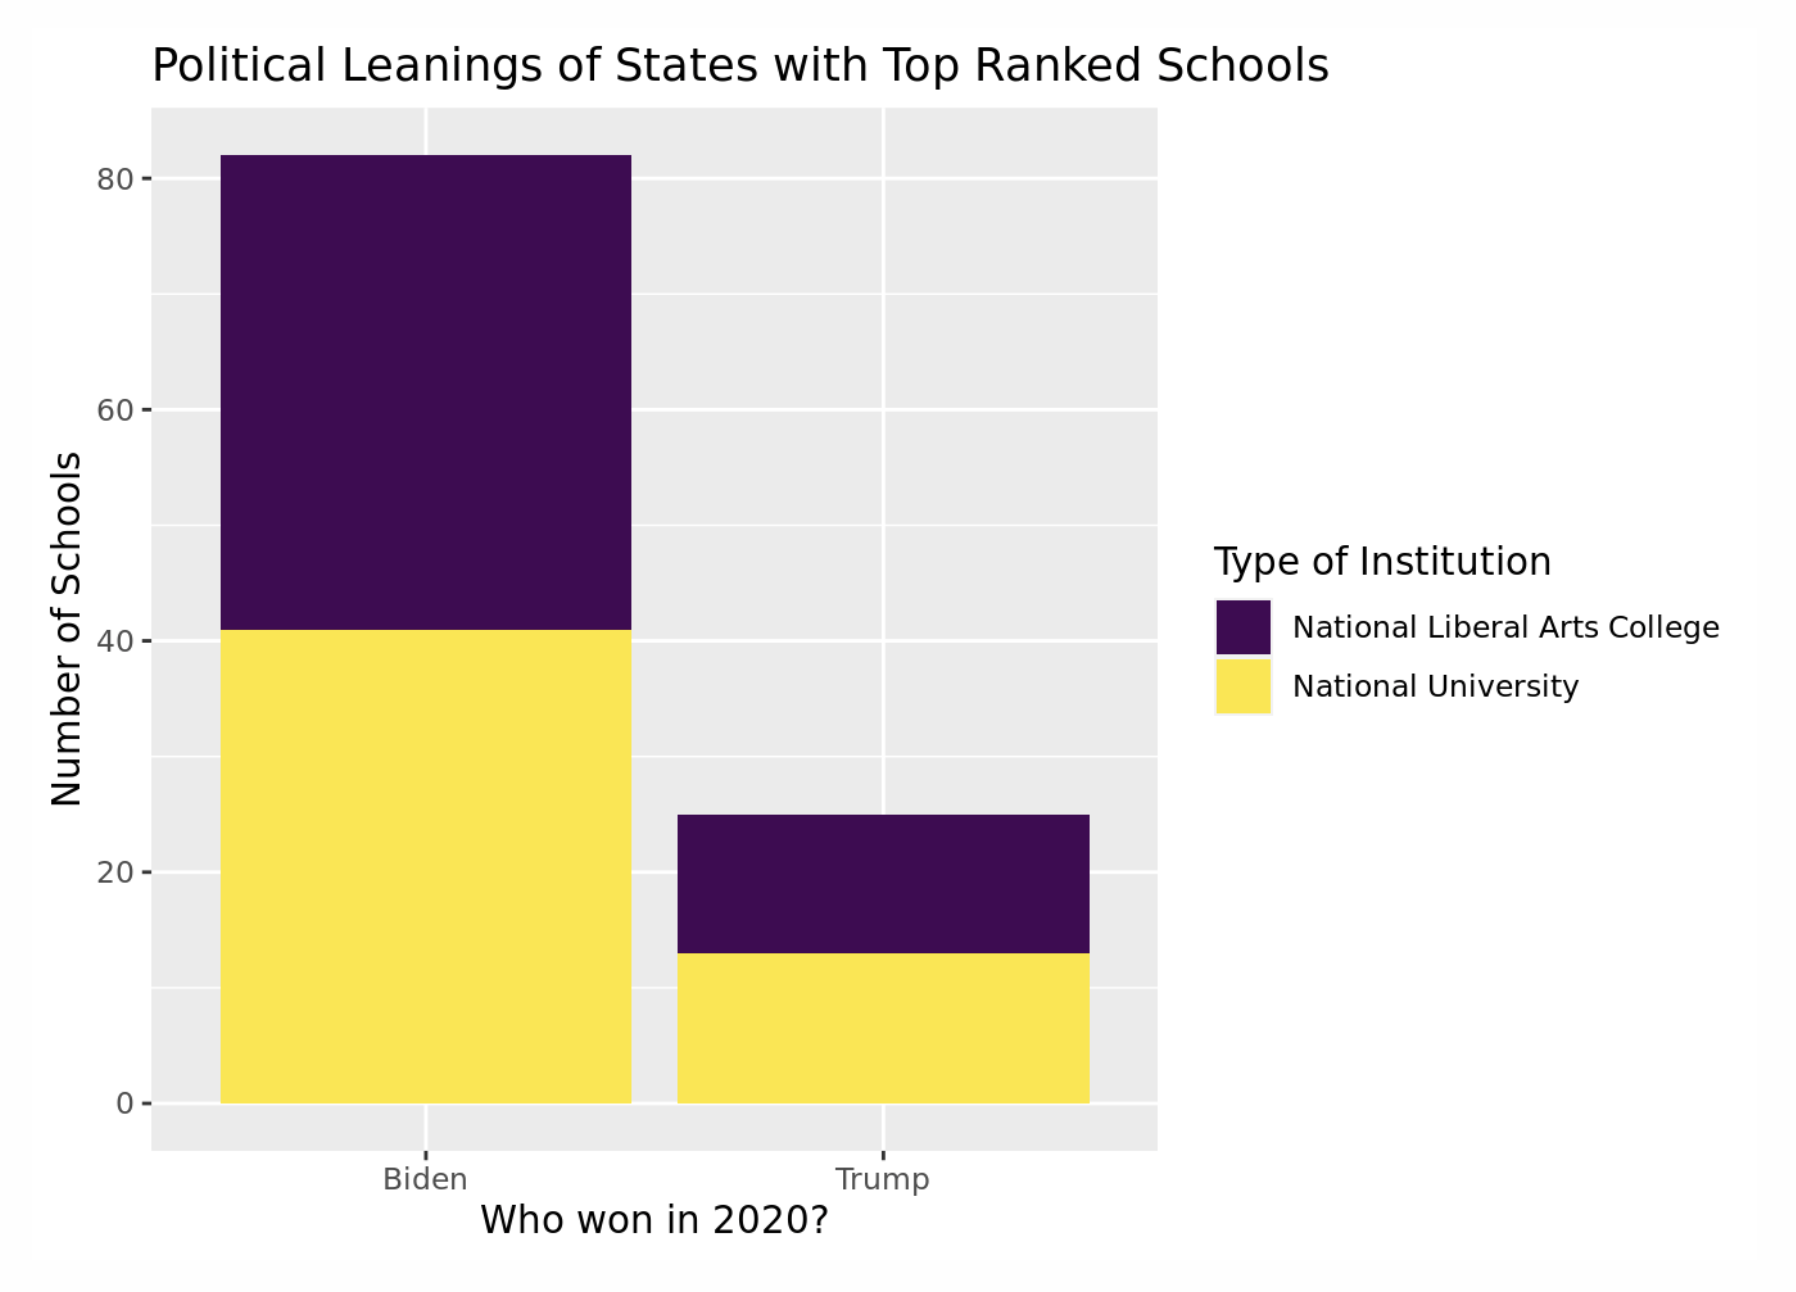 Political Leanings of States with Top Ranked Schools
Number of Schools
80
60
40
20
0
Biden
Trump
Who won in 2020?
Type of Institution
National Liberal Arts College
National University